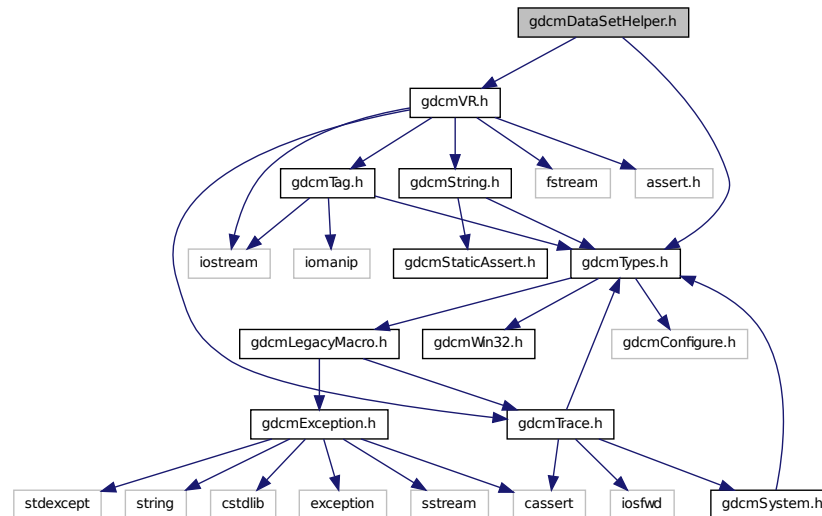 gdcmDataSetHelper.h
gdcmVR.h
gdcmTag.h
gdcmString.h
fstream
assert.h
iostream
iomanip
gdcmStaticAssert.h
gdcmTypes.h
gdcmLegacyMacro.h
gdcmWin32.h
gdcmConfigure.h
gdcmException.h
gdcmTrace.h
stdexcept
string
cstdlib
exception
sstream
cassert
iosfwd
gdcmSystem.h